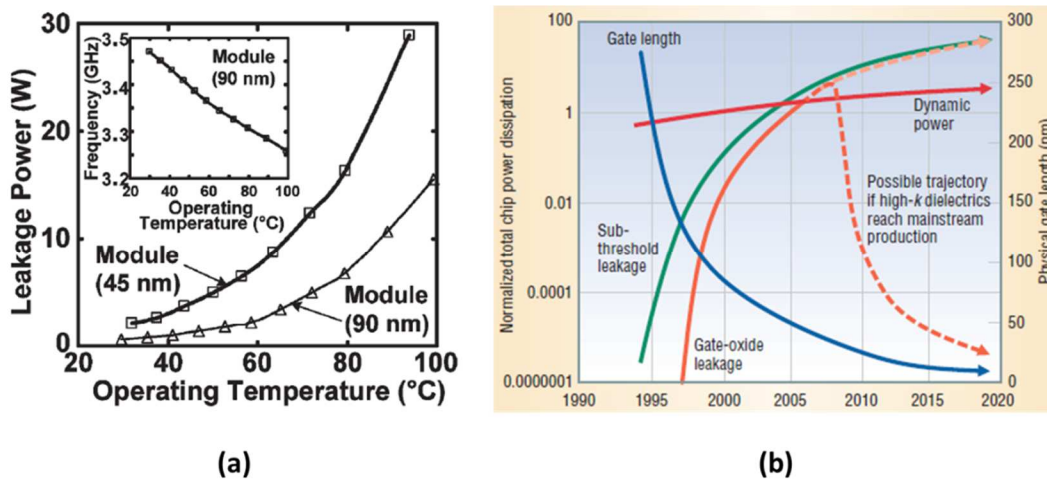 30
20
10
0
Leakage Power (W)
20
40
60
80
100
Operating Temperature (°C)
3.5
3.4
3.3
3.2
Frequency (GHz)
20
40
60
80
100
Operating
Temperature (°C)
Module
(90 nm)
Module
(45 nm)
Module
(90 nm)
(a)
100
1
0.01
0.0001
0.0000001
Normalized total chip power dissipation
300
250
200
150
100
50
0
Physical gate length (nm)
1990
1995
2000
2005
2010
2015
2020
Gate length
Dynamic
power
Sub-
threshold
leakage
Gate-oxide
leakage
Possible trajectory
if high-k dielectrics
reach mainstream
production
(b)